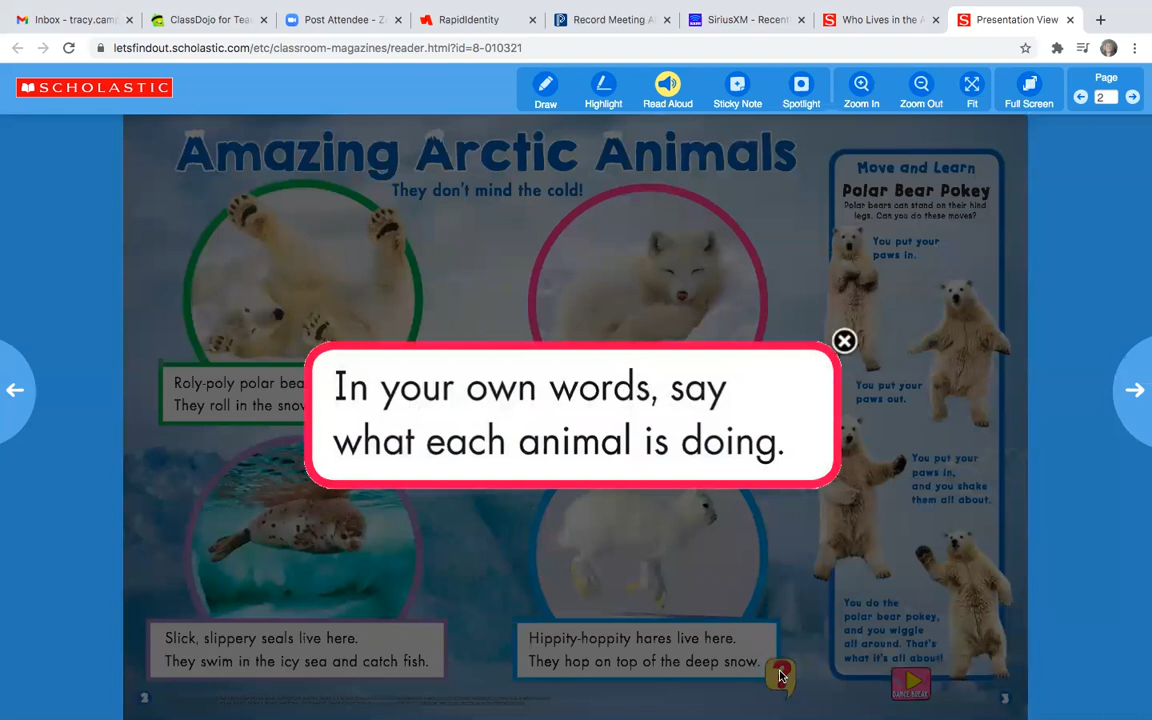 Inbox - tracy.cam
ClassDojo for Tea
Post Attendee - Z
RapidIdentity
Record Meeting A
SiriusXM - Recen
Who Lives in the A
Presentation View
letsfindout.scholastic.com/etc/classroom-magazines/reader.html?id=8-010321
SCHOLASTIC
Draw
Highlight
Read Aloud
Sticky Note
Spotlight
Zoom In
Zoom Out
Fit
Full Screen
Page
2
Amazing Arctic Animals
They don't mind the cold!
Roly-poly polar bea
They roll in the snow
In your own words, say
what each animal is doing.
Slick, slippery seals live here.
They swim in the icy sea and catch fish.
Hippity-hoppity hares live here.
They hop on top of the deep snow.
?
2
Move and Learn
Polar Bear Pokey
Polar bears can stand on their hind
legs. Can you do these moves?
You put your
paws in.
You put your
paws out.
You put your
paws in,
and you shake
them all about.
You do the
polar bear pokey,
and you wiggle
all around. That's
what it's all about!
DANCE BREAK
3